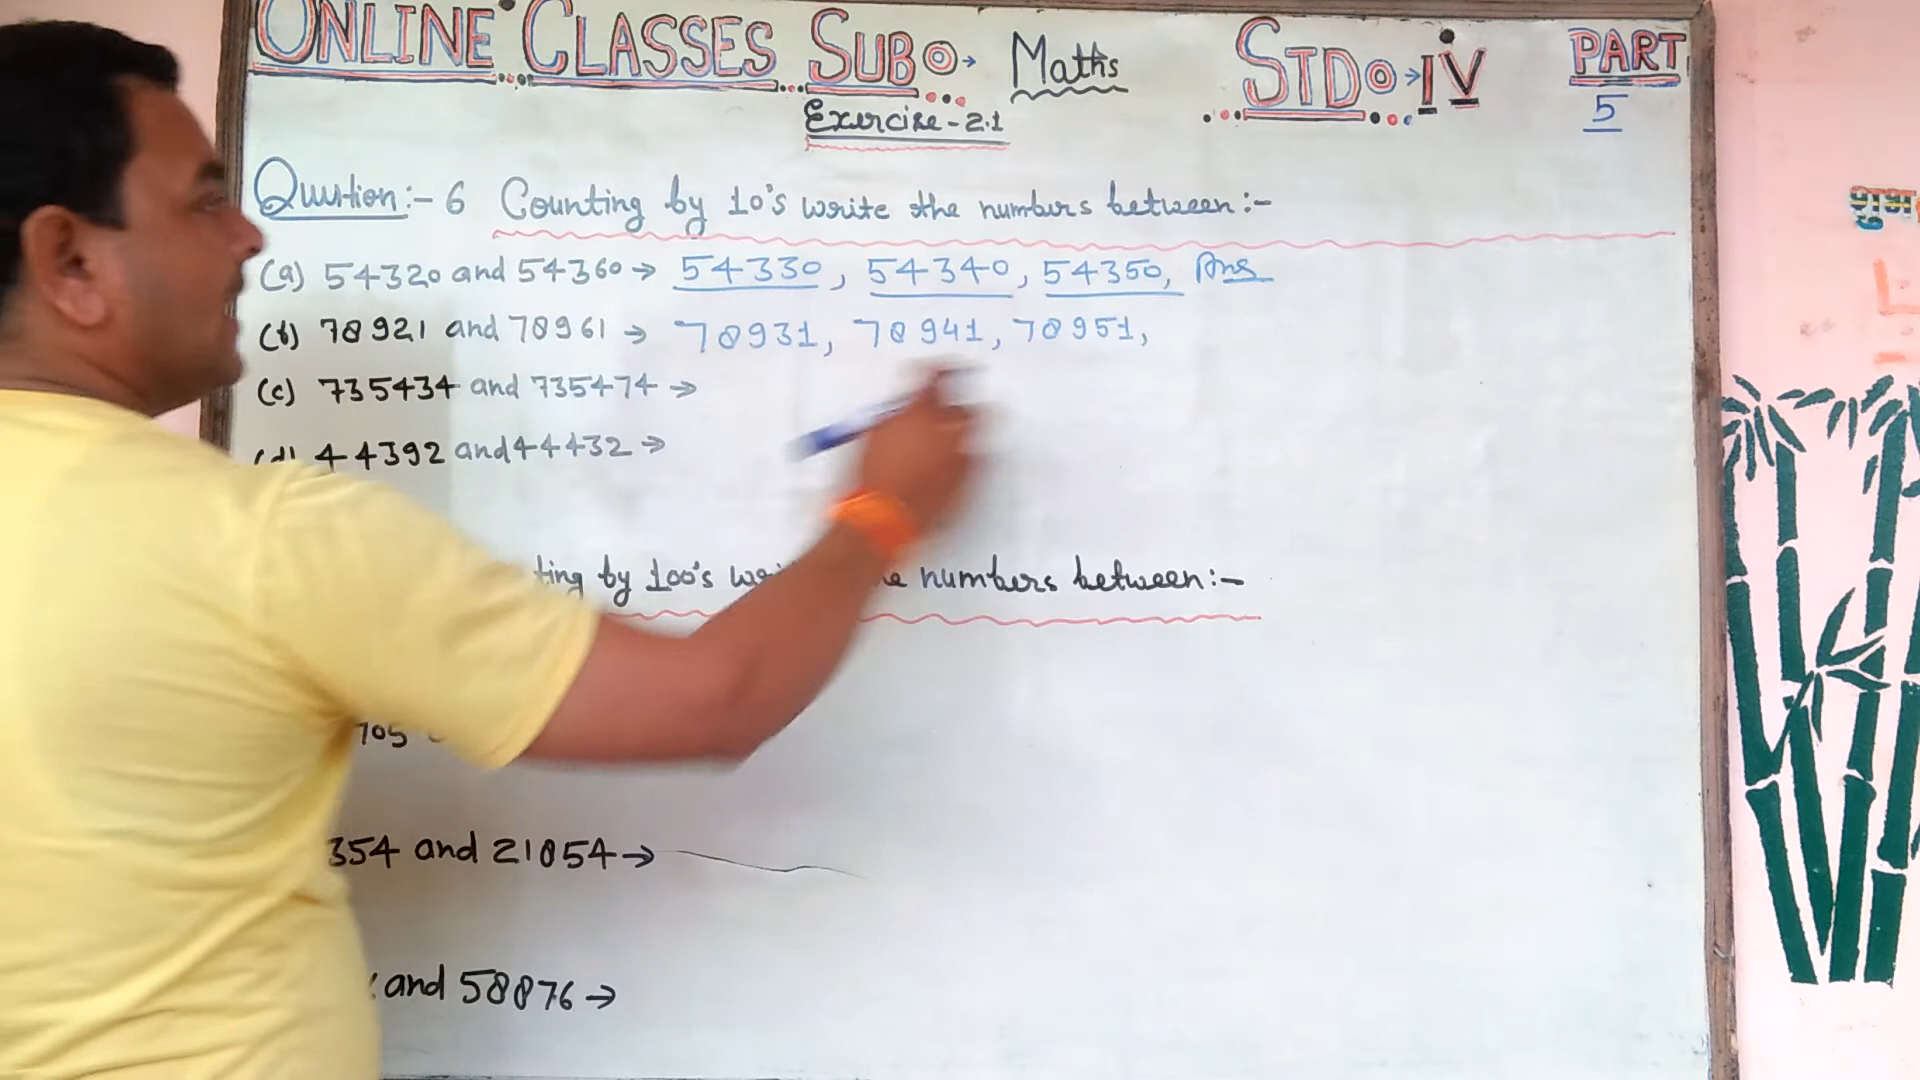 ONLINE CLASSES SUB Maths STD IV PART
5
Exercise-2.1
Question:- 6 Counting by 10's write the numbers between:-
(a) 54320 and 54360→ 54330, 54340, 54350, Ans
(b) 78921 and 78961→ 78931, 78941, 78951,
(c) 735434 and 735474→
(d) 44392 and 44432→
ting by 100's numbers between:-
705
354 and 21854→
and 58876→